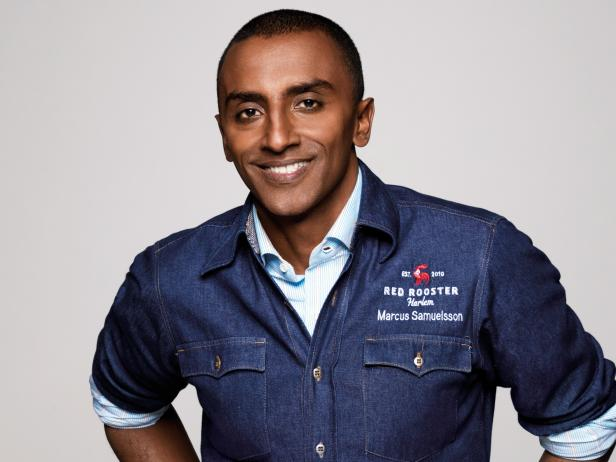 EST. 2010
RED ROOSTER
Harlem
Marcus Samuelsson